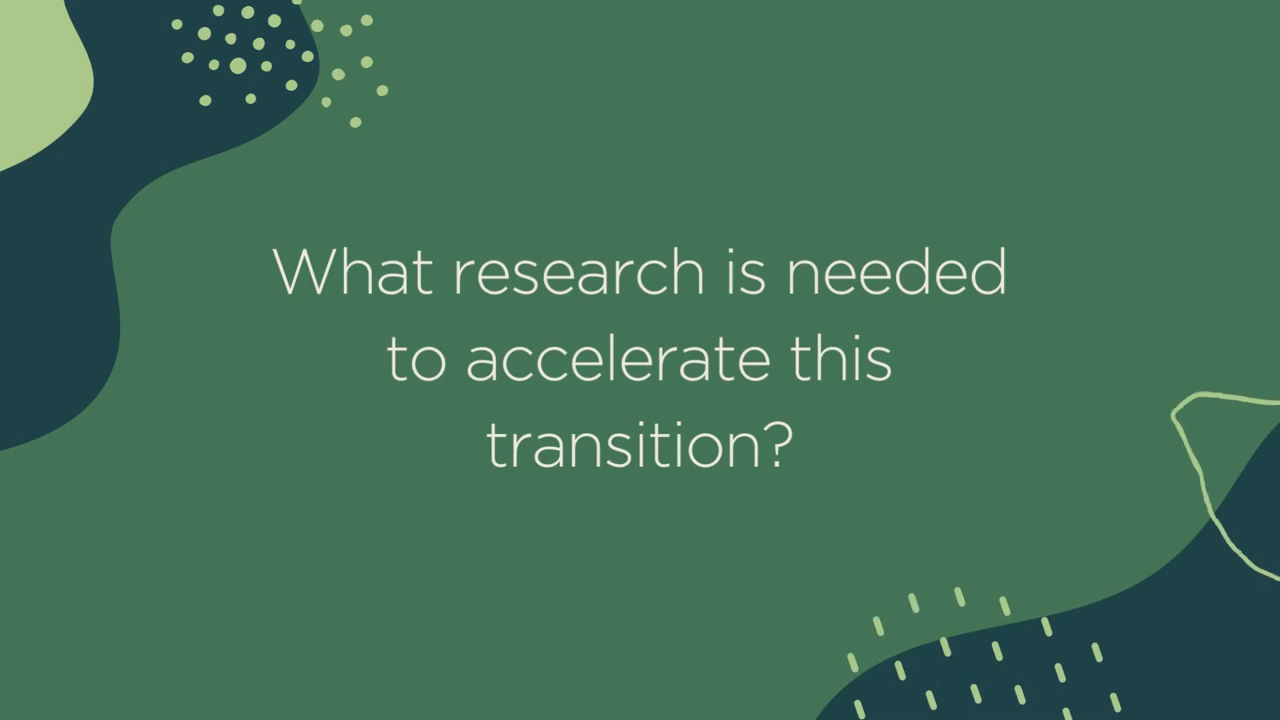 What research is needed
to accelerate this
transition?